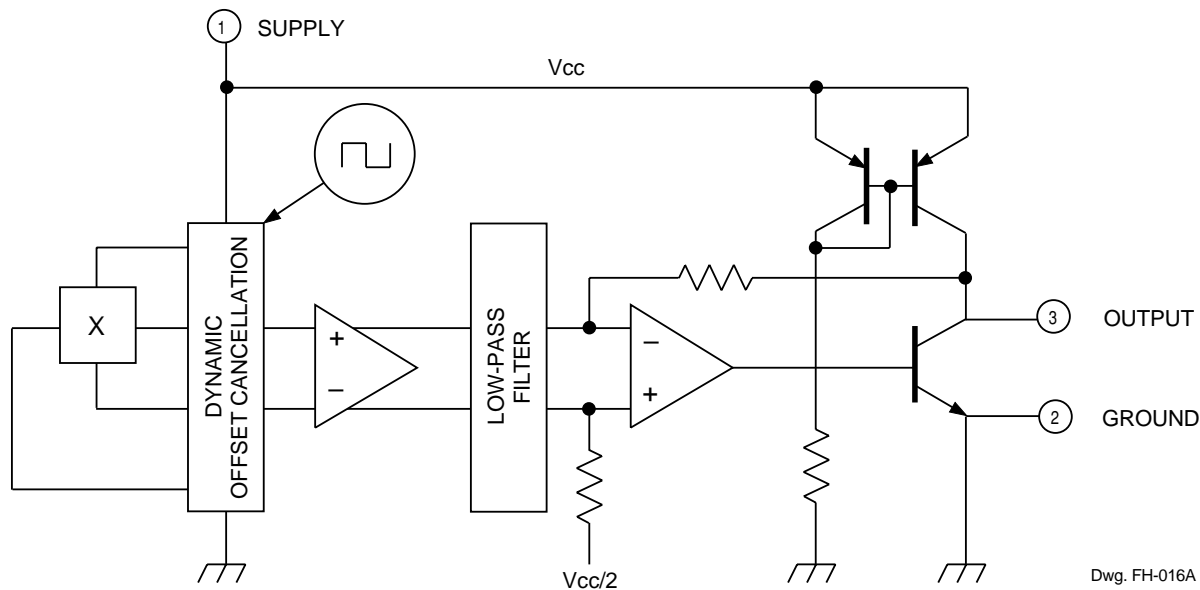 1 SUPPLY
Vcc
X
DYNAMIC
OFFSET CANCELLATION
+
−
LOW-PASS
FILTER
−
+
3 OUTPUT
2 GROUND
Vcc/2
Dwg. FH-016A